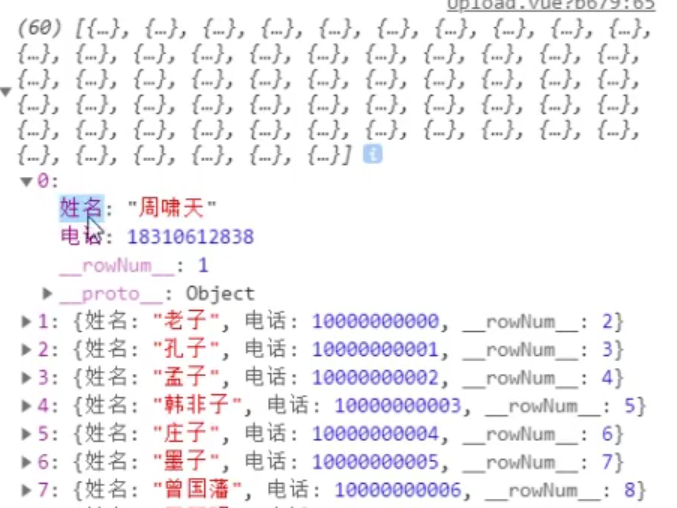 Upload.vue?b679:65
(60) [{…}, {…}, {…}, {…}, {…}, {…}, {…}, {…}, {…}, {…},
{…}, {…}, {…}, {…}, {…}, {…}, {…}, {…}, {…}, {…}, {…},
{…}, {…}, {…}, {…}, {…}, {…}, {…}, {…}, {…}, {…}, {…},
{…}, {…}, {…}, {…}, {…}, {…}, {…}, {…}, {…}, {…}, {…},
{…}, {…}, {…}, {…}, {…}, {…}, {…}, {…}, {…}, {…}, {…},
{…}, {…}, {…}, {…}, {…}, {…}] i
0:
姓名: "周啸天"
电话: 18310612838
__rowNum__: 1
__proto__: Object
1: {姓名: "老子", 电话: 10000000000, __rowNum__: 2}
2: {姓名: "孔子", 电话: 10000000001, __rowNum__: 3}
3: {姓名: "孟子", 电话: 10000000002, __rowNum__: 4}
4: {姓名: "韩非子", 电话: 10000000003, __rowNum__: 5}
5: {姓名: "庄子", 电话: 10000000004, __rowNum__: 6}
6: {姓名: "墨子", 电话: 10000000005, __rowNum__: 7}
7: {姓名: "曾国藩", 电话: 10000000006, __rowNum__: 8}